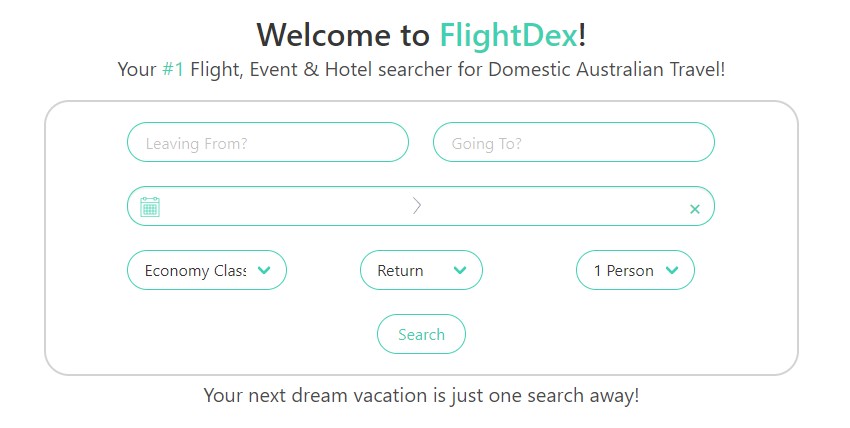 Welcome to FlightDex!
Your #1 Flight, Event & Hotel searcher for Domestic Australian Travel!
Leaving From? Going To?
Economy Clas Return 1 Person
Search
Your next dream vacation is just one search away!